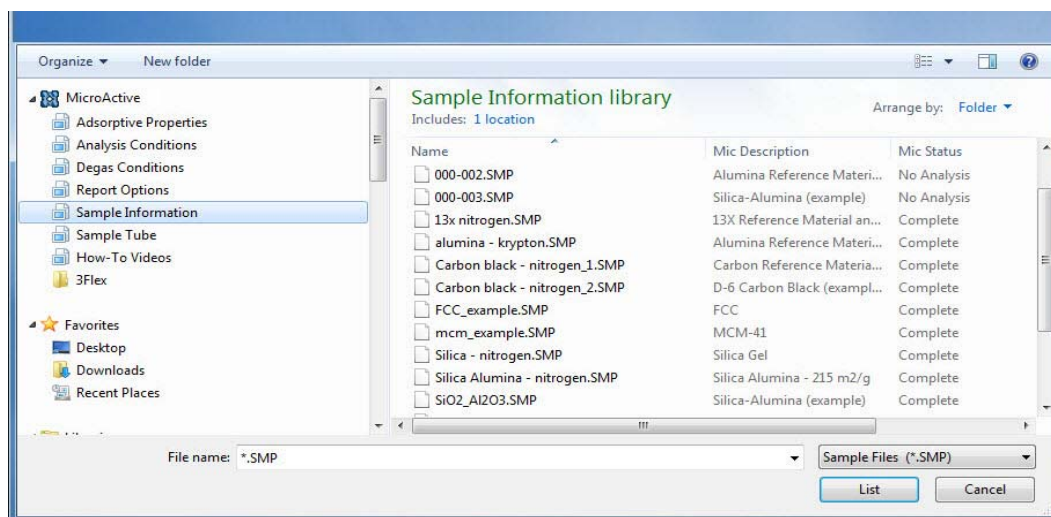 Organize New folder
MicroActive
Adsorptive Properties
Analysis Conditions
Degas Conditions
Report Options
Sample Information
Sample Tube
How-To Videos
3Flex
Favorites
Desktop
Downloads
Recent Places
Sample Information library
Includes: 1 location
Arrange by: Folder
Name Mic Description Mic Status
000-002.SMP Alumina Reference Materi... No Analysis
000-003.SMP Silica-Alumina (example) No Analysis
13x nitrogen.SMP 13X Reference Material an... Complete
alumina - krypton.SMP Alumina Reference Materi... Complete
Carbon black - nitrogen_1.SMP Carbon Reference Materia... Complete
Carbon black - nitrogen_2.SMP D-6 Carbon Black (exampl... Complete
FCC_example.SMP FCC Complete
mcm_example.SMP MCM-41 Complete
Silica - nitrogen.SMP Silica Gel Complete
Silica Alumina - nitrogen.SMP Silica Alumina - 215 m2/g Complete
SiO2_Al2O3.SMP Silica-Alumina (example) Complete
File name: *.SMP Sample Files (*.SMP)
List Cancel